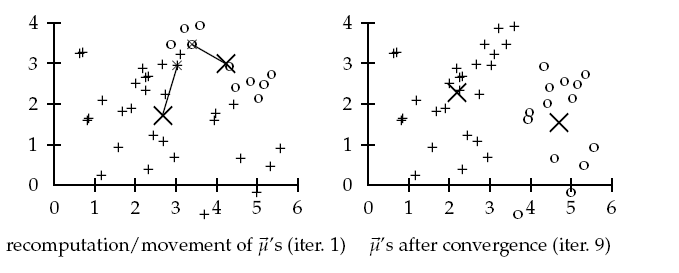 4 4
3 3
2 2
1 1
0 0
0 1 2 3 4 5 6 0 1 2 3 4 5 6
recomputation/movement of μ⃗'s (iter. 1) μ⃗'s after convergence (iter. 9)